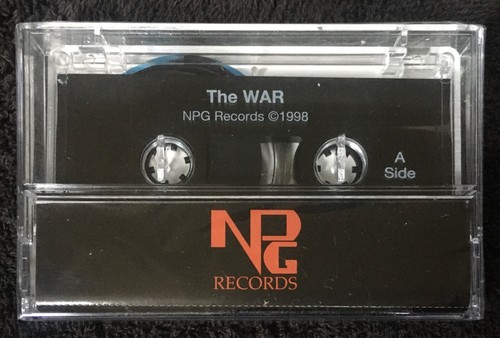 The WAR
NPG Records ©1998
A
Side
NPG
RECORDS